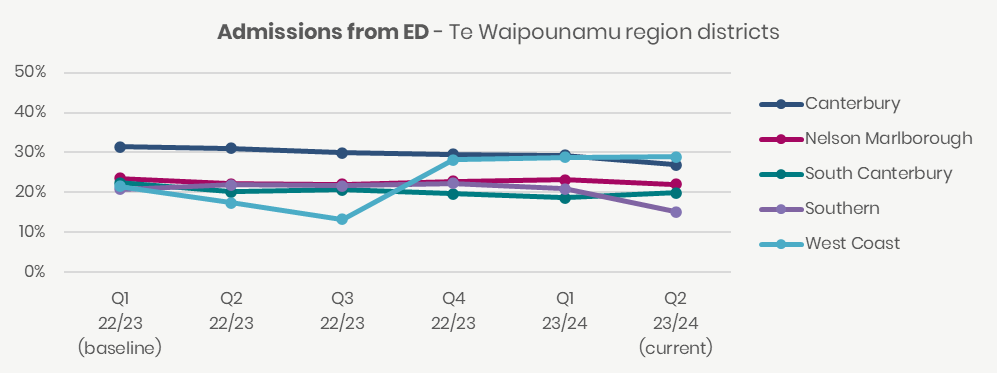 Admissions from ED - Te Waipounamu region districts
50%
40%
30%
20%
10%
0%
Q1 Q2 Q3 Q4 Q1 Q2
22/23 22/23 22/23 22/23 23/24 23/24
(baseline) (current)
Canterbury
Nelson Marlborough
South Canterbury
Southern
West Coast